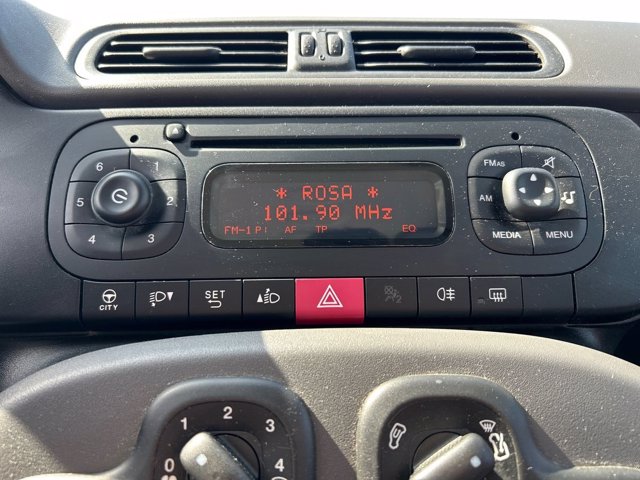 * ROSA *
101.90 MHz
FM-1 PI AF TP EQ
6 1
5 2
4 3
FMAS
AM
MEDIA MENU
CITY
SET
2
1 3
0 4